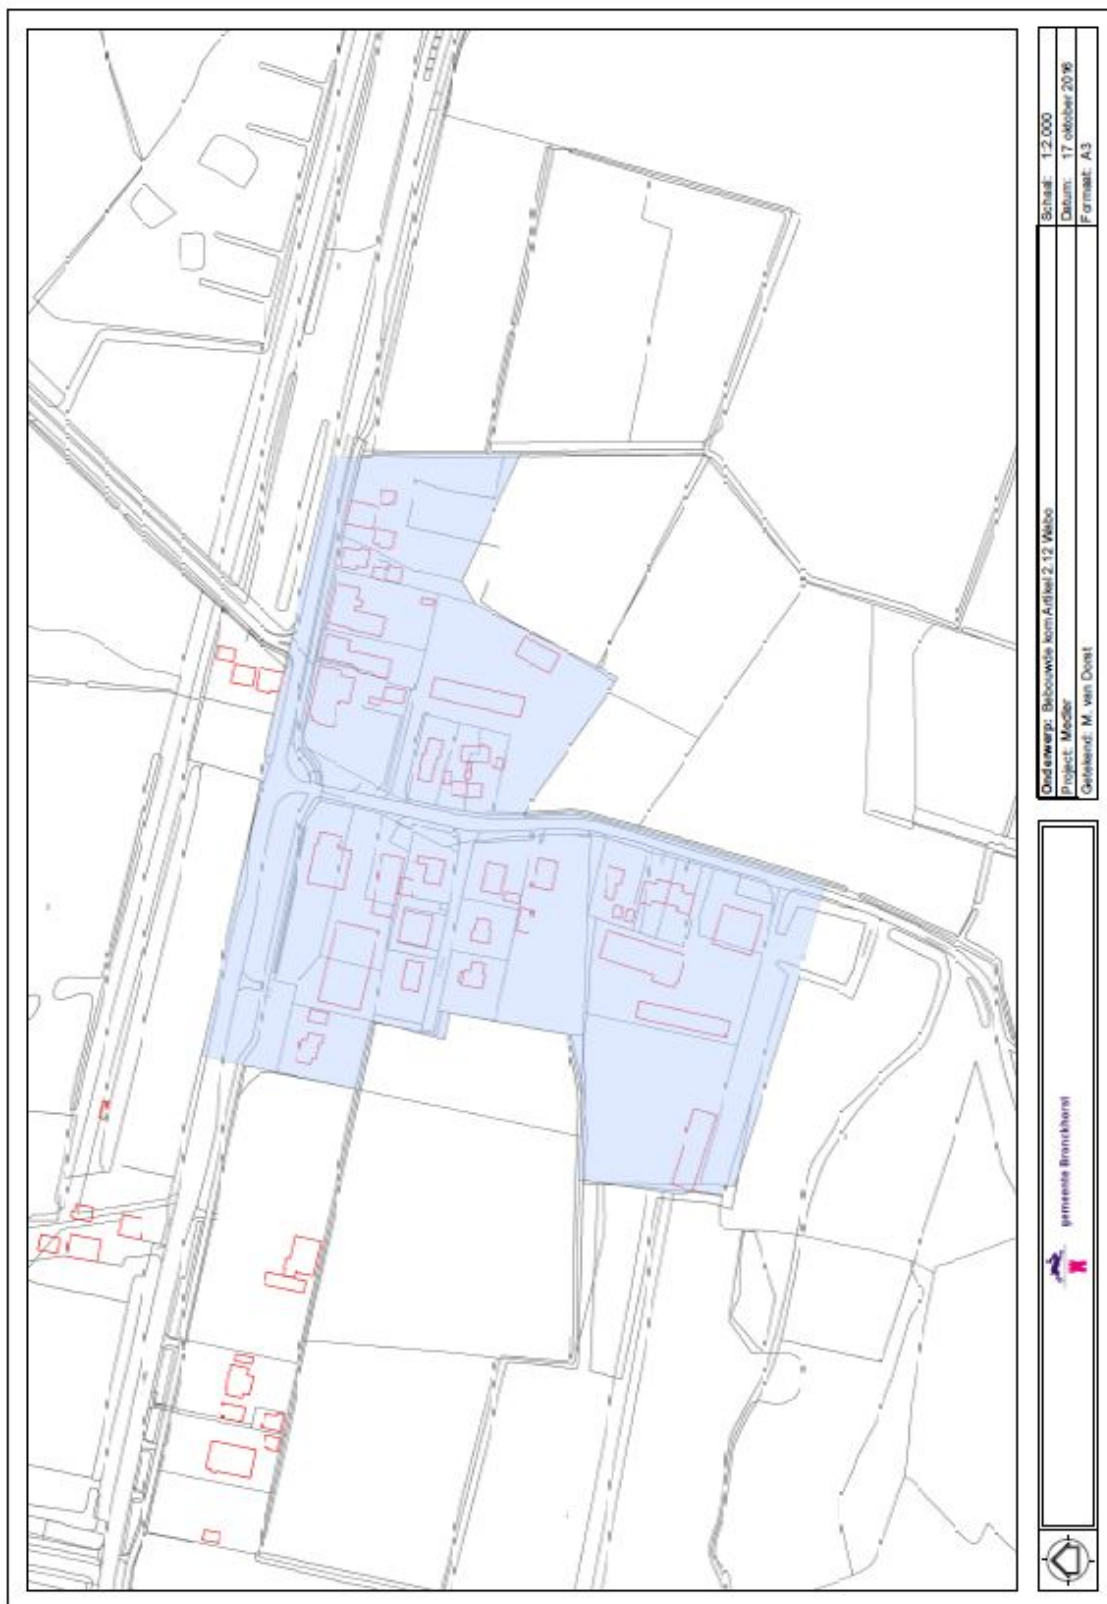 gemeente Bronckhorst
Onderwerp: Bebouwde kom Artikel 2.12 Wabo
Project: Medler
Getekend: M. van Dorst
Schaal: 1:2.000
Datum: 17 oktober 2016
Formaat: A3